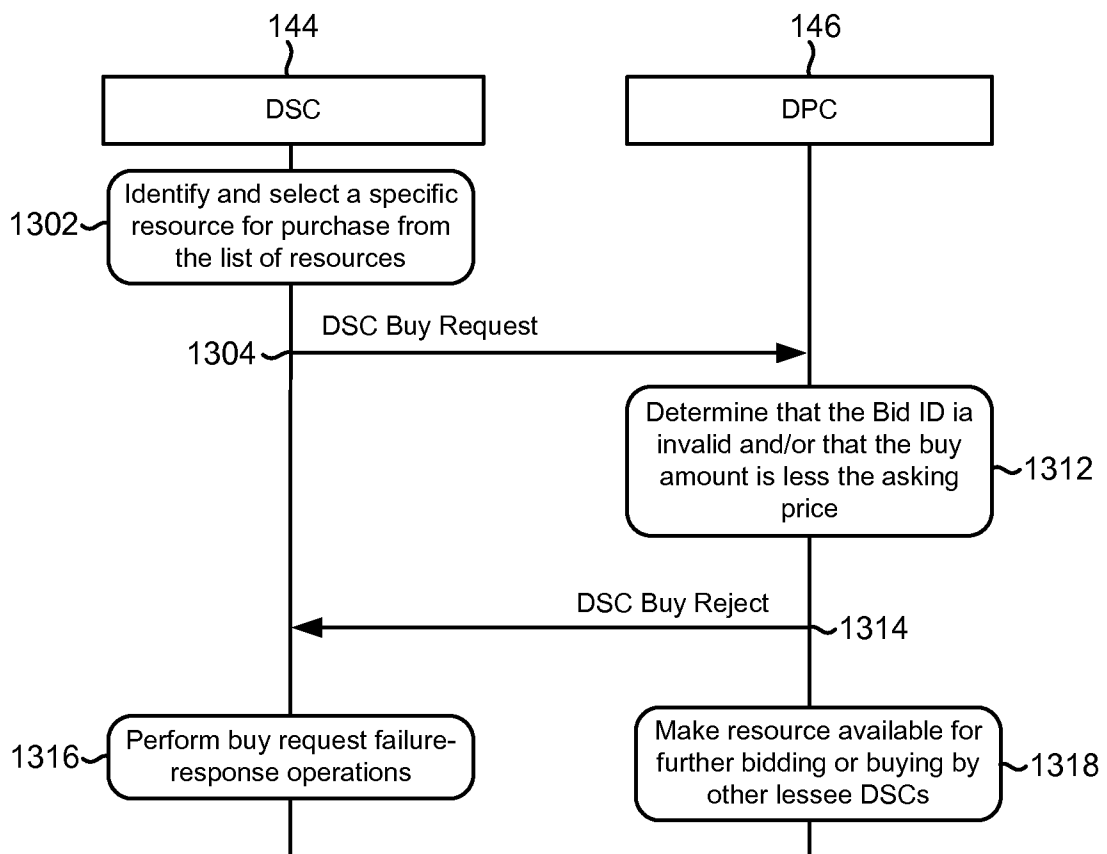 144
146
DSC
DPC
Identify and select a specific
resource for purchase from
the list of resources
1302
DSC Buy Request
1304
Determine that the Bid ID ia
invalid and/or that the buy
amount is less the asking
price
1312
DSC Buy Reject
1314
Perform buy request failure-
response operations
1316
Make resource available for
further bidding or buying by
other lessee DSCs
1318